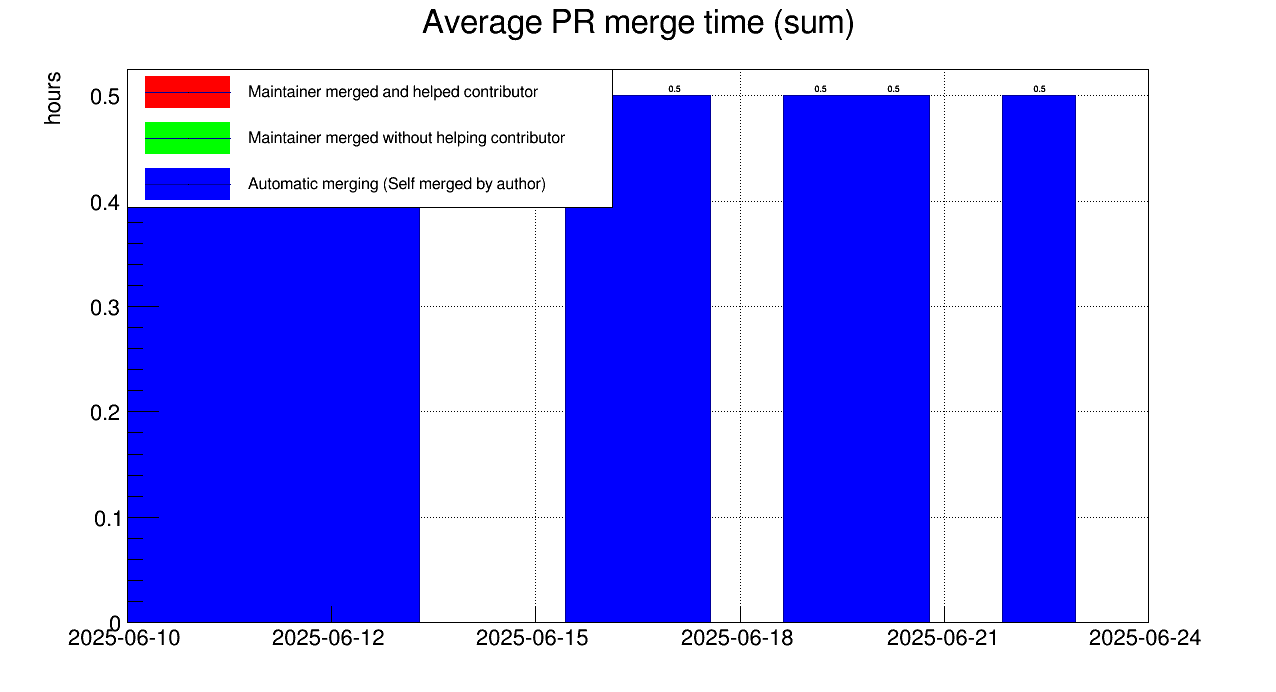 Average PR merge time (sum)
hours
Maintainer merged and helped contributor
Maintainer merged without helping contributor
Automatic merging (Self merged by author)
0.5 0.5 0.5 0.5
0.5
0.4
0.3
0.2
0.1
0
2025-06-10 2025-06-12 2025-06-15 2025-06-18 2025-06-21 2025-06-24